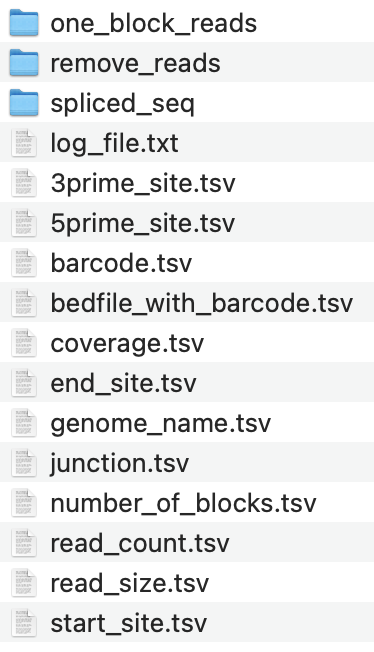 one_block_reads
remove_reads
spliced_seq
log_file.txt
3prime_site.tsv
5prime_site.tsv
barcode.tsv
bedfile_with_barcode.tsv
coverage.tsv
end_site.tsv
genome_name.tsv
junction.tsv
number_of_blocks.tsv
read_count.tsv
read_size.tsv
start_site.tsv